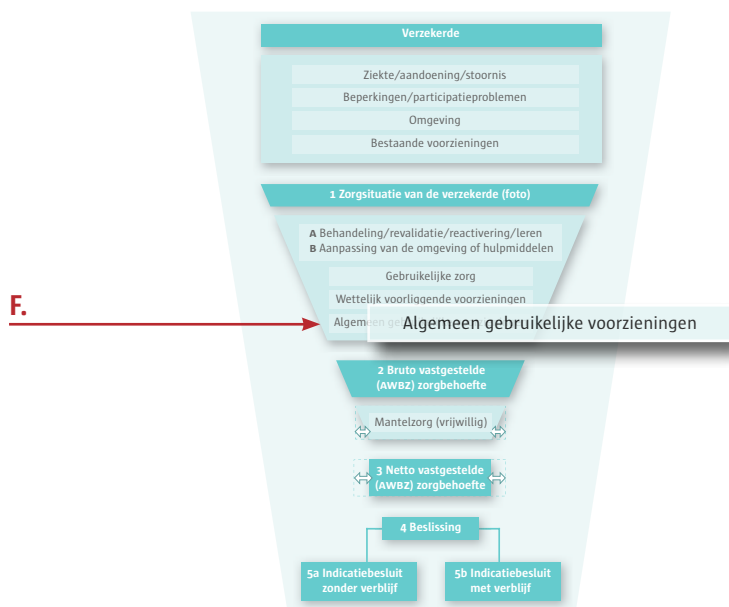 Verzekerde
Ziekte/aandoening/stoornis
Beperkingen/participatieproblemen
Omgeving
Bestaande voorzieningen
1 Zorgsituatie van de verzekerde (foto)
A Behandeling/revalidatie/reactivering/leren
B Aanpassing van de omgeving of hulpmiddelen
Gebruikelijke zorg
Wettelijk voorliggende voorzieningen
F.
Algemeen
Algemeen gebruikelijke voorzieningen
2 Bruto vastgestelde
(AWBZ) zorgbehoefte
Mantelzorg (vrijwillig)
3 Netto vastgestelde
(AWBZ) zorgbehoefte
4 Beslissing
5a Indicatiebesluit
zonder verblijf
5b Indicatiebesluit
met verblijf